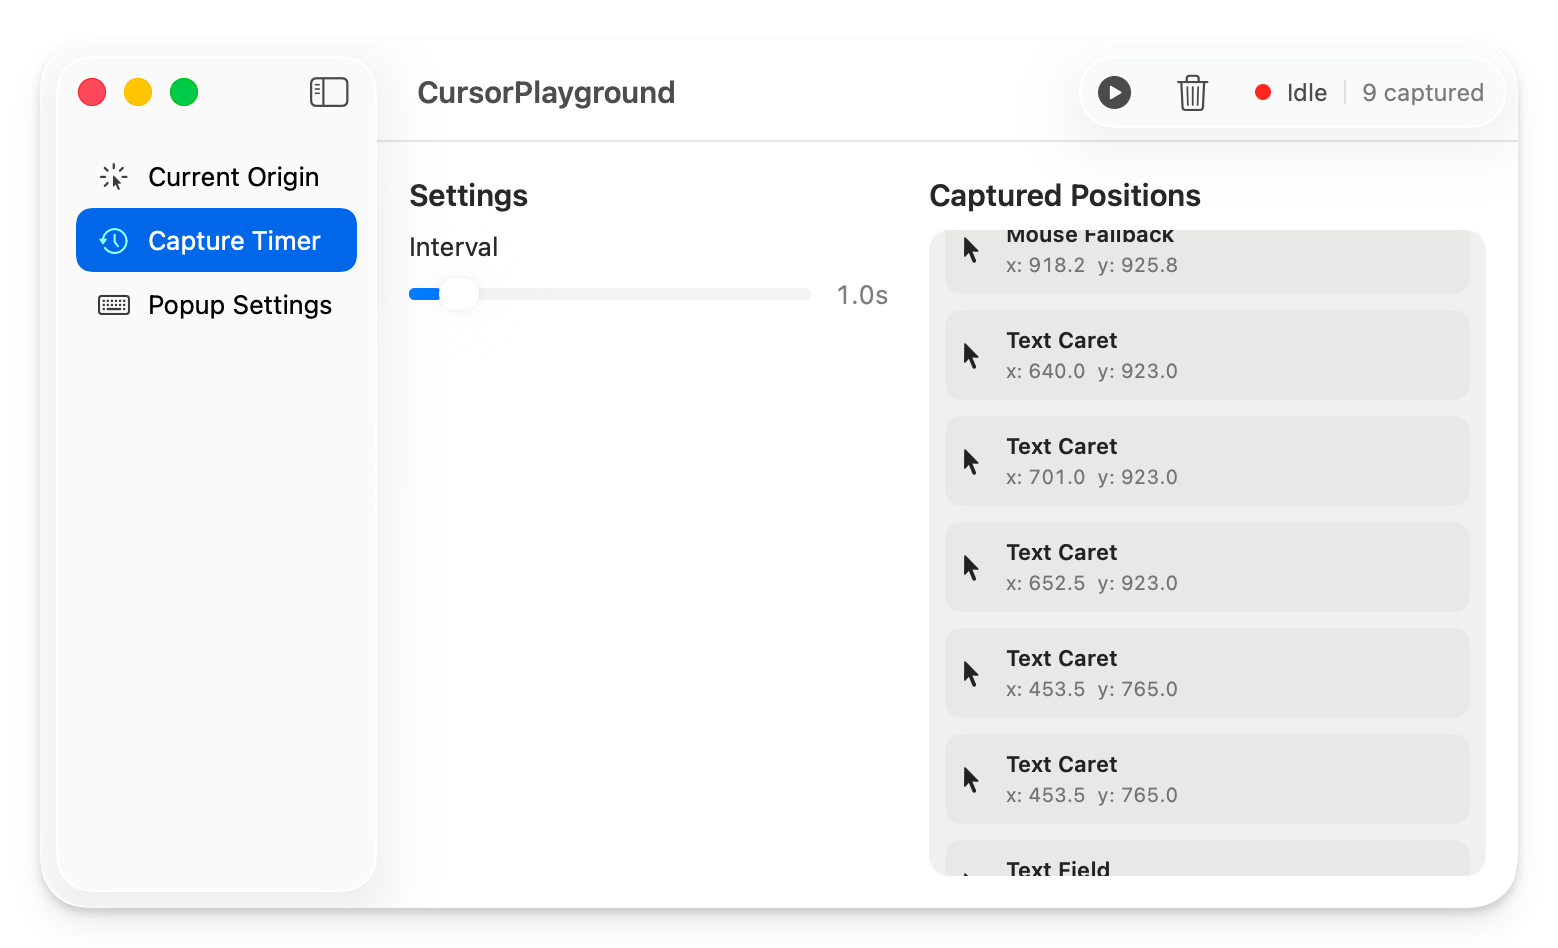 CursorPlayground
Idle
9 captured
Current Origin
Capture Timer
Popup Settings
Settings
Interval
1.0s
Captured Positions
Mouse Fallback
x: 918.2 y: 925.8
Text Caret
x: 640.0 y: 923.0
Text Caret
x: 701.0 y: 923.0
Text Caret
x: 652.5 y: 923.0
Text Caret
x: 453.5 y: 765.0
Text Caret
x: 453.5 y: 765.0
Text Field